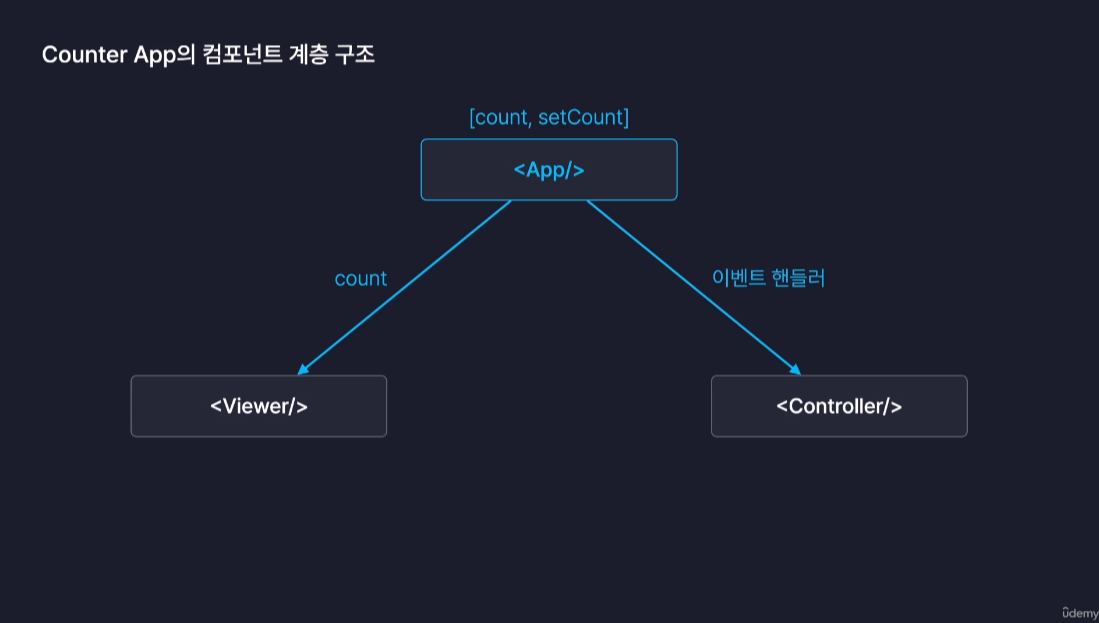 Counter App의 컴포넌트 계층 구조
[count, setCount]
<App/>
count
이벤트 핸들러
<Viewer/>
<Controller/>
ûdemy